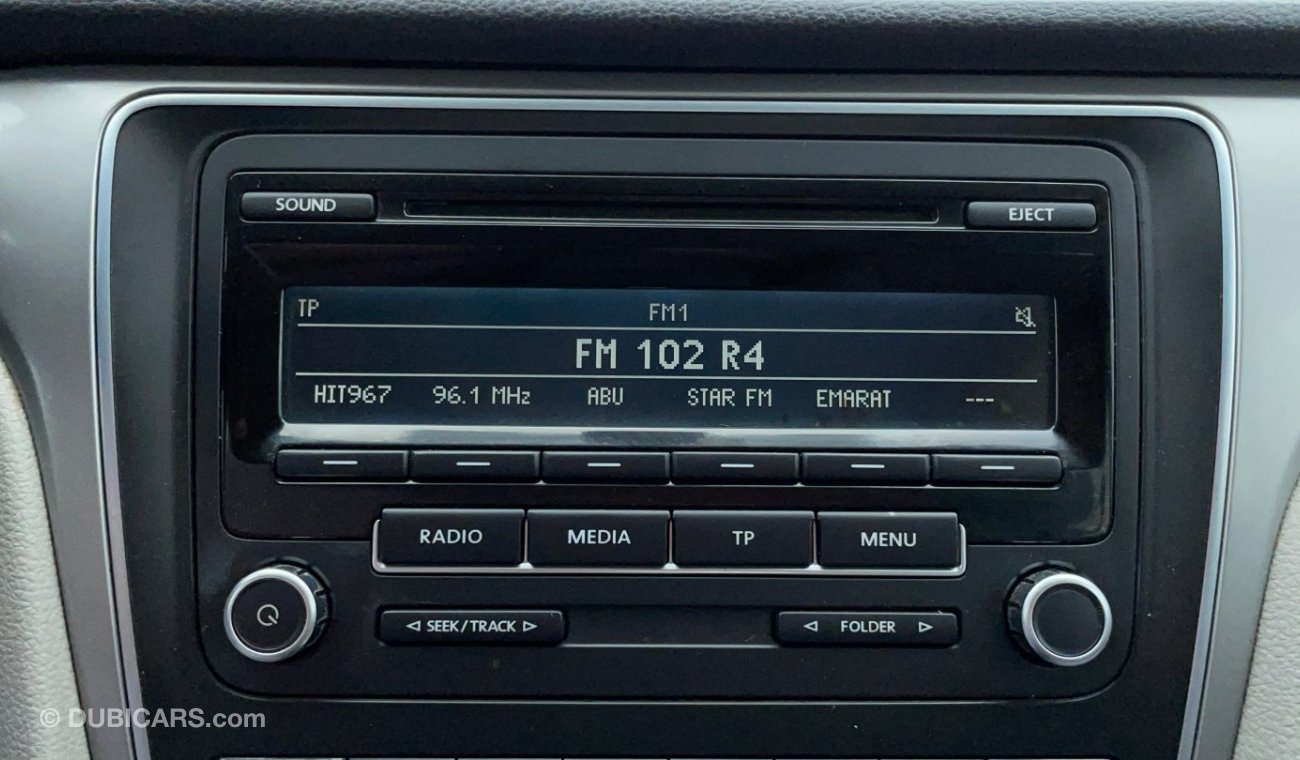 SOUND
EJECT
TP FM1
FM 102 R4
HIT967 96.1 MHz ABU STAR FM EMARAT ---
RADIO MEDIA TP MENU
SEEK/TRACK FOLDER
© DUBICARS.com